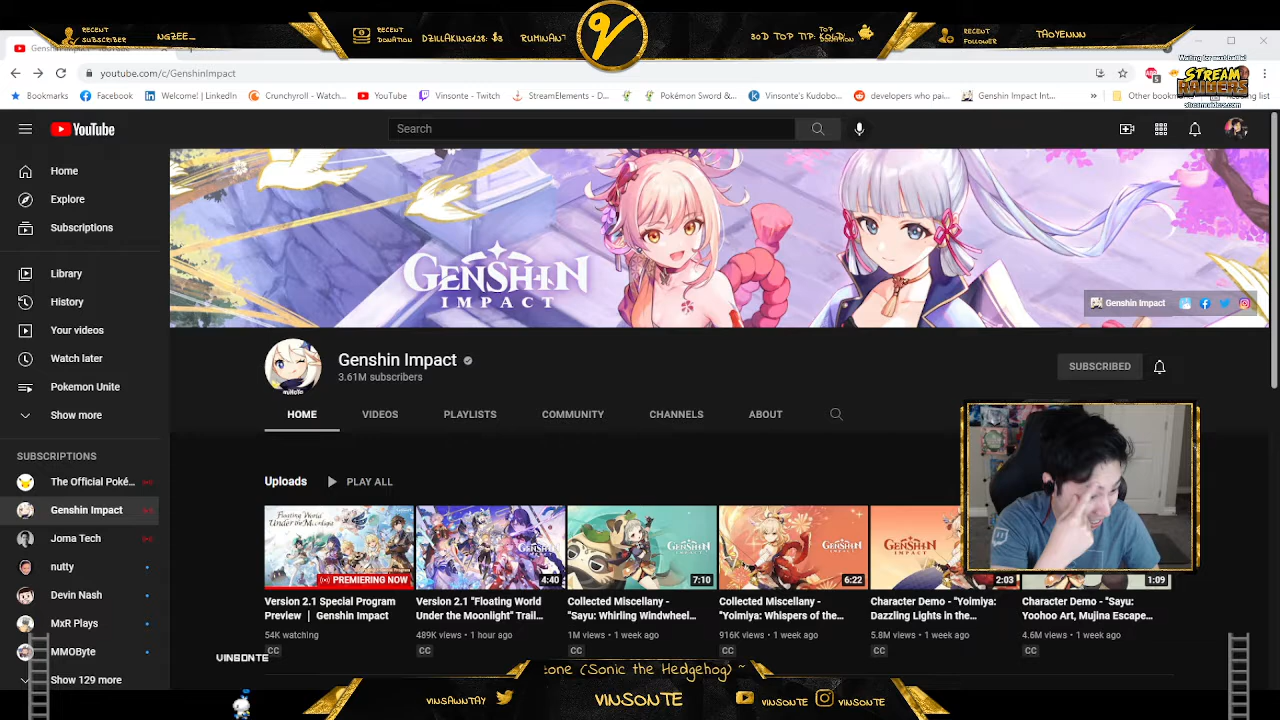 RECENT SUBSCRIBER
NGZEE_
RECENT DONATION
DZILLAKING428: $3
30D TOP TIP:
TOP DONATION
RECENT FOLLOWER
TAOYENNN
Waiting for next battle!
STREAM RAIDERS
youtube.com/c/GenshinImpact
Bookmarks
Facebook
Welcome! | LinkedIn
Crunchyroll - Watc...
YouTube
Vinsonte - Twitch
StreamElements - D...
Pokémon Sword &...
Vinsonte's Kudobo...
developers who pai...
Genshin Impact Int...
»
YouTube
Search
Home
Explore
Subscriptions
Library
History
Your videos
Watch later
Pokemon Unite
Show more
SUBSCRIPTIONS
The Official Poké...
Genshin Impact
Joma Tech
nutty
Devin Nash
MxR Plays
MMOByte
Show 129 more
GENSHIN
IMPACT
Genshin Impact
Genshin Impact
3.61M subscribers
SUBSCRIBED
HOME
VIDEOS
PLAYLISTS
COMMUNITY
CHANNELS
ABOUT
Uploads
PLAY ALL
PREMIERING NOW
4:40
7:10
6:22
2:03
1:09
Version 2.1 Special Program
Preview | Genshin Impact
54K watching
CC
Version 2.1 "Floating World
Under the Moonlight" Trail...
489K views • 1 hour ago
CC
Collected Miscellany -
"Sayu: Whirling Windwheel...
1M views • 1 week ago
CC
Collected Miscellany -
"Yoimiya: Whispers of the...
916K views • 1 week ago
CC
Character Demo - "Yoimiya:
Dazzling Lights in the...
5.8M views • 1 week ago
CC
Character Demo - "Sayu:
Yoohoo Art, Mujina Escape...
4.6M views • 1 week ago
CC
VINSONTE
(Sonic the Hedgehog) ~
VINSAWNTAY
VINSONTE
VINSONTE
VINSONTE